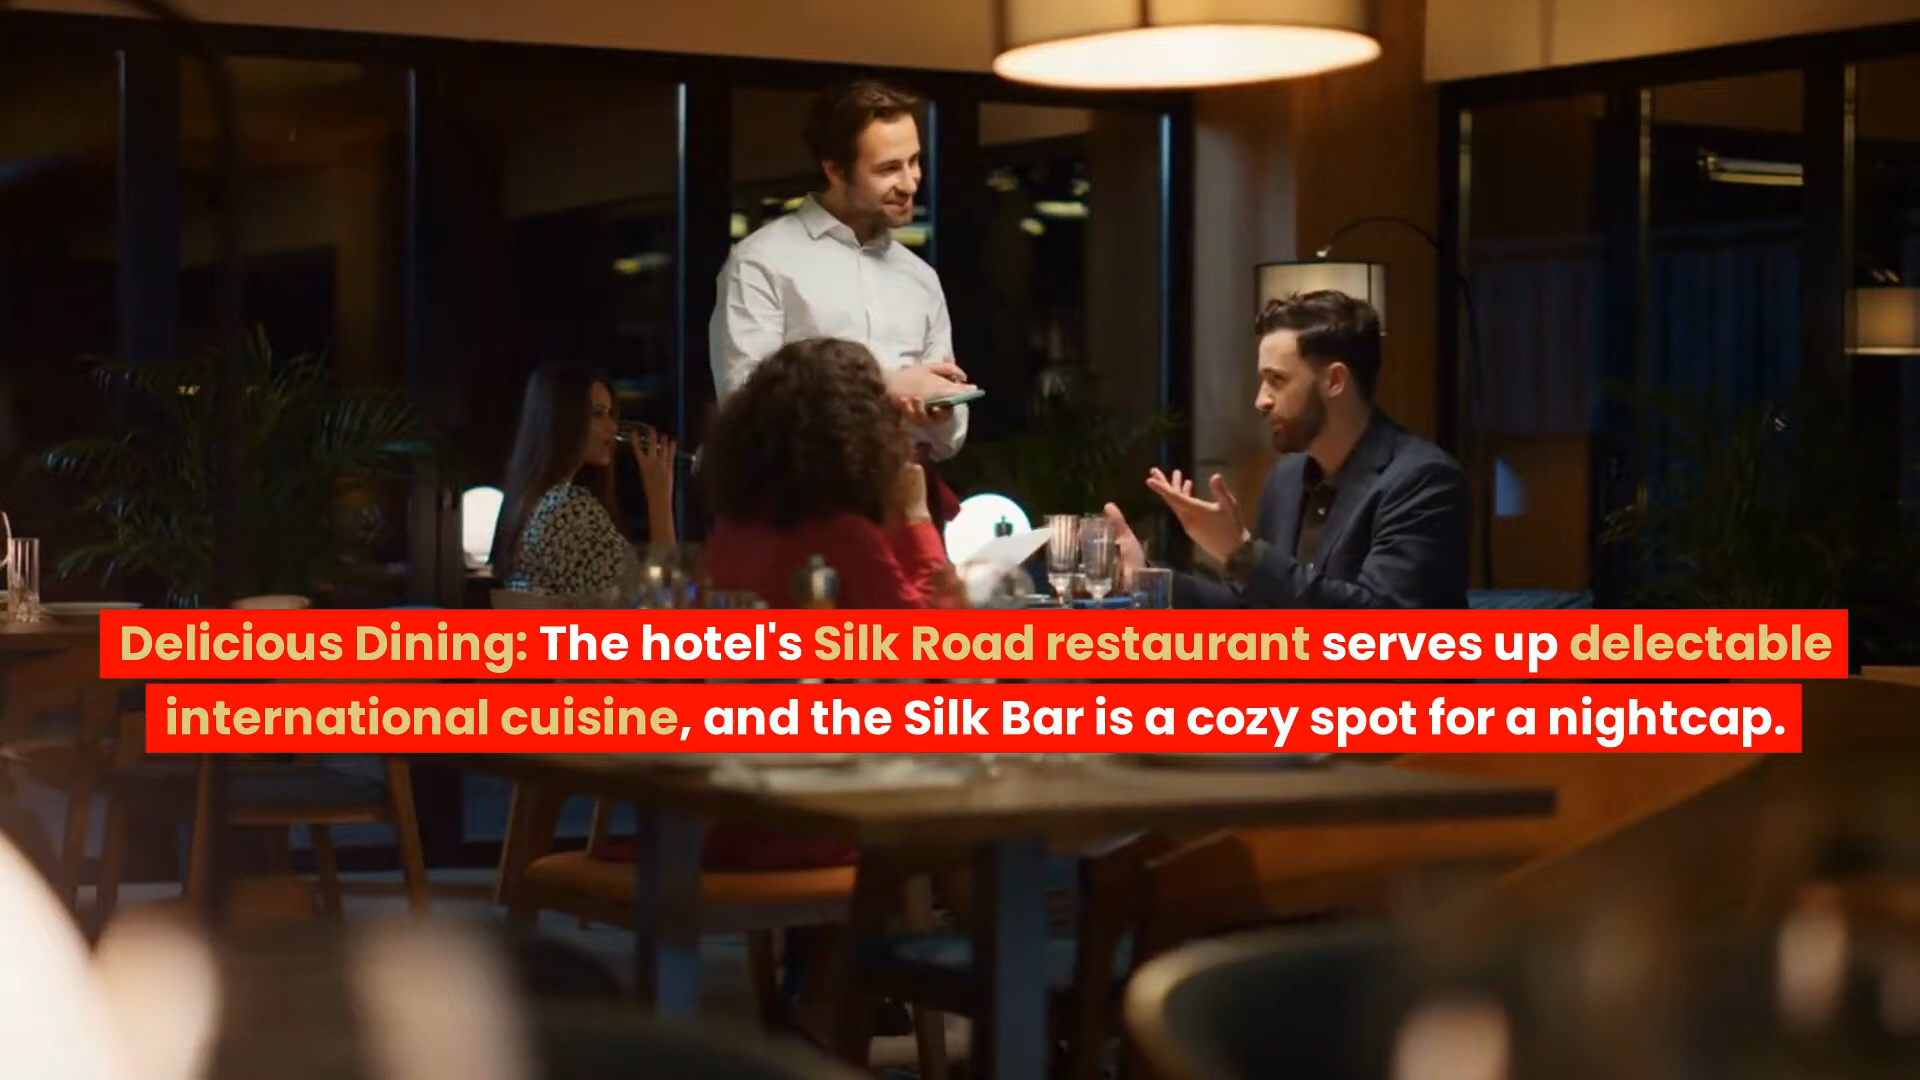 Delicious Dining: The hotel's Silk Road restaurant serves up delectable
international cuisine, and the Silk Bar is a cozy spot for a nightcap.